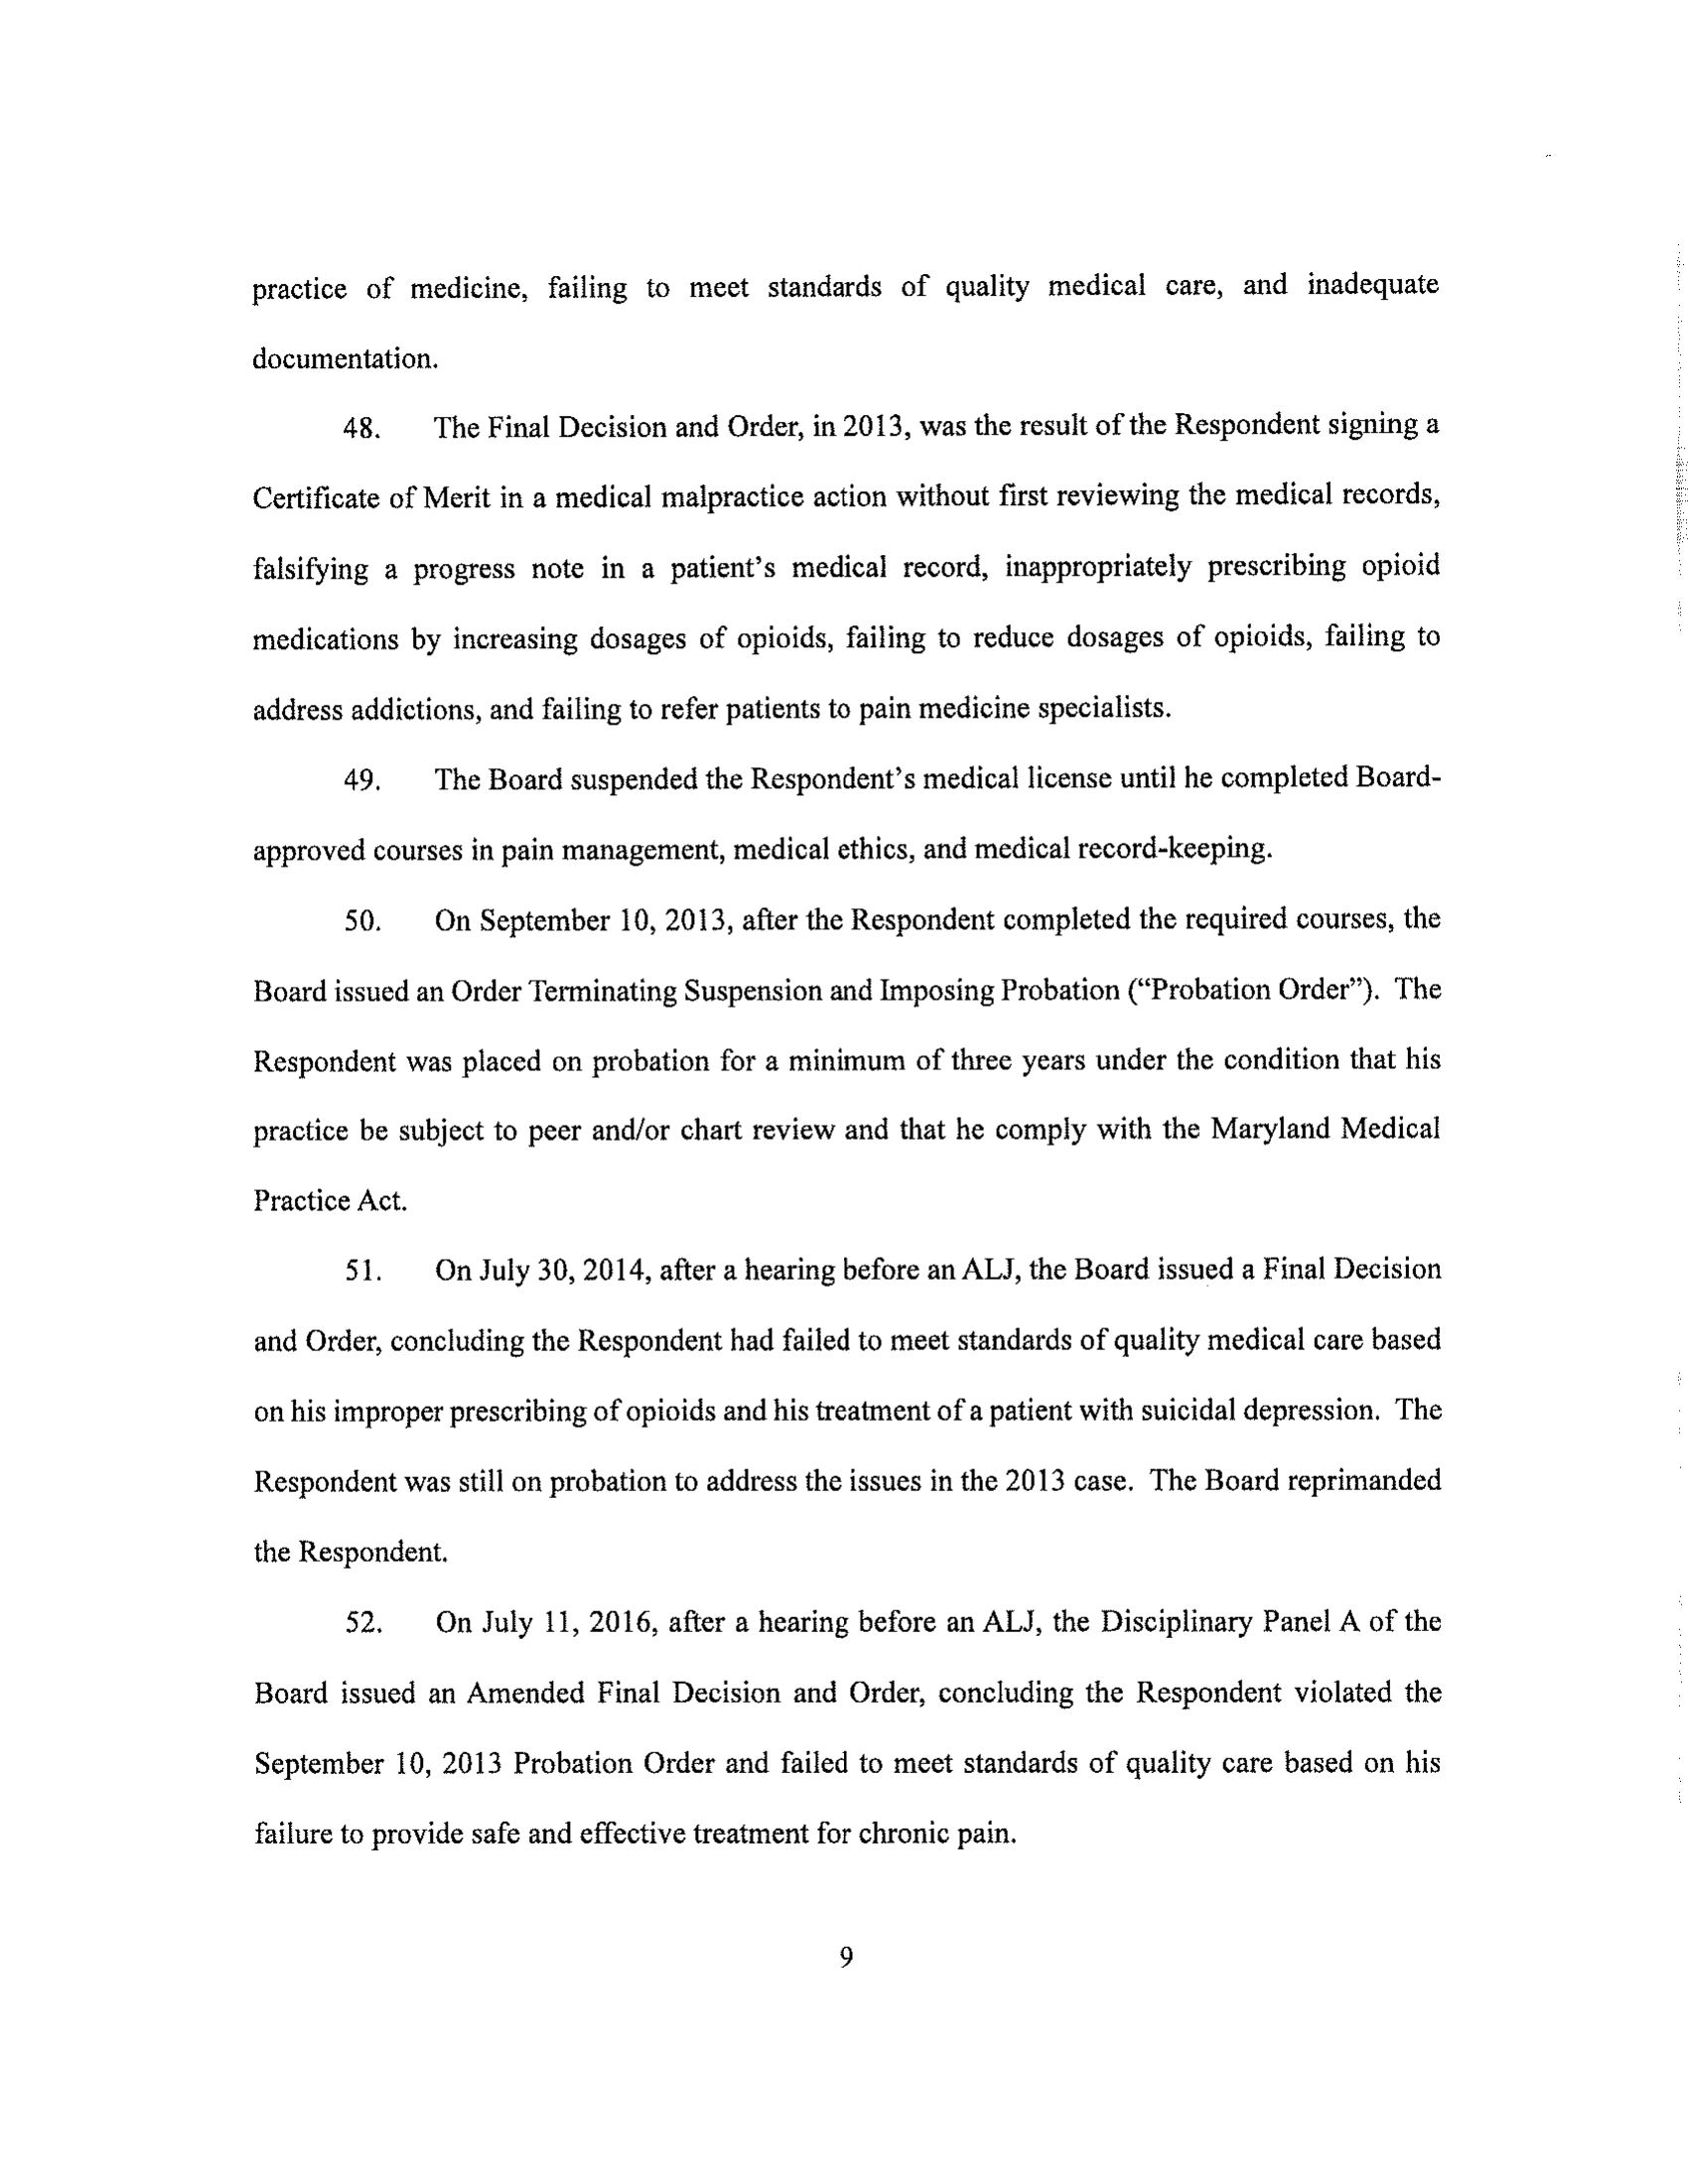 practice of medicine, failing to meet standards of quality medical care, and inadequate
documentation.
48. The Final Decision and Order, in 2013, was the result of the Respondent signing a
Certificate of Merit in a medical malpractice action without first reviewing the medical records,
falsifying a progress note in a patient's medical record, inappropriately prescribing opioid
medications by increasing dosages of opioids, failing to reduce dosages of opioids, failing to
address addictions, and failing to refer patients to pain medicine specialists.
49. The Board suspended the Respondent's medical license until he completed Board-
approved courses in pain management, medical ethics, and medical record-keeping.
50. On September 10, 2013, after the Respondent completed the required courses, the
Board issued an Order Terminating Suspension and Imposing Probation (“Probation Order”). The
Respondent was placed on probation for a minimum of three years under the condition that his
practice be subject to peer and/or chart review and that he comply with the Maryland Medical
Practice Act.
51. On July 30, 2014, after a hearing before an ALJ, the Board issued a Final Decision
and Order, concluding the Respondent had failed to meet standards of quality medical care based
on his improper prescribing of opioids and his treatment of a patient with suicidal depression. The
Respondent was still on probation to address the issues in the 2013 case. The Board reprimanded
the Respondent.
52. On July 11, 2016, after a hearing before an ALJ, the Disciplinary Panel A of the
Board issued an Amended Final Decision and Order, concluding the Respondent violated the
September 10, 2013 Probation Order and failed to meet standards of quality care based on his
failure to provide safe and effective treatment for chronic pain.
9